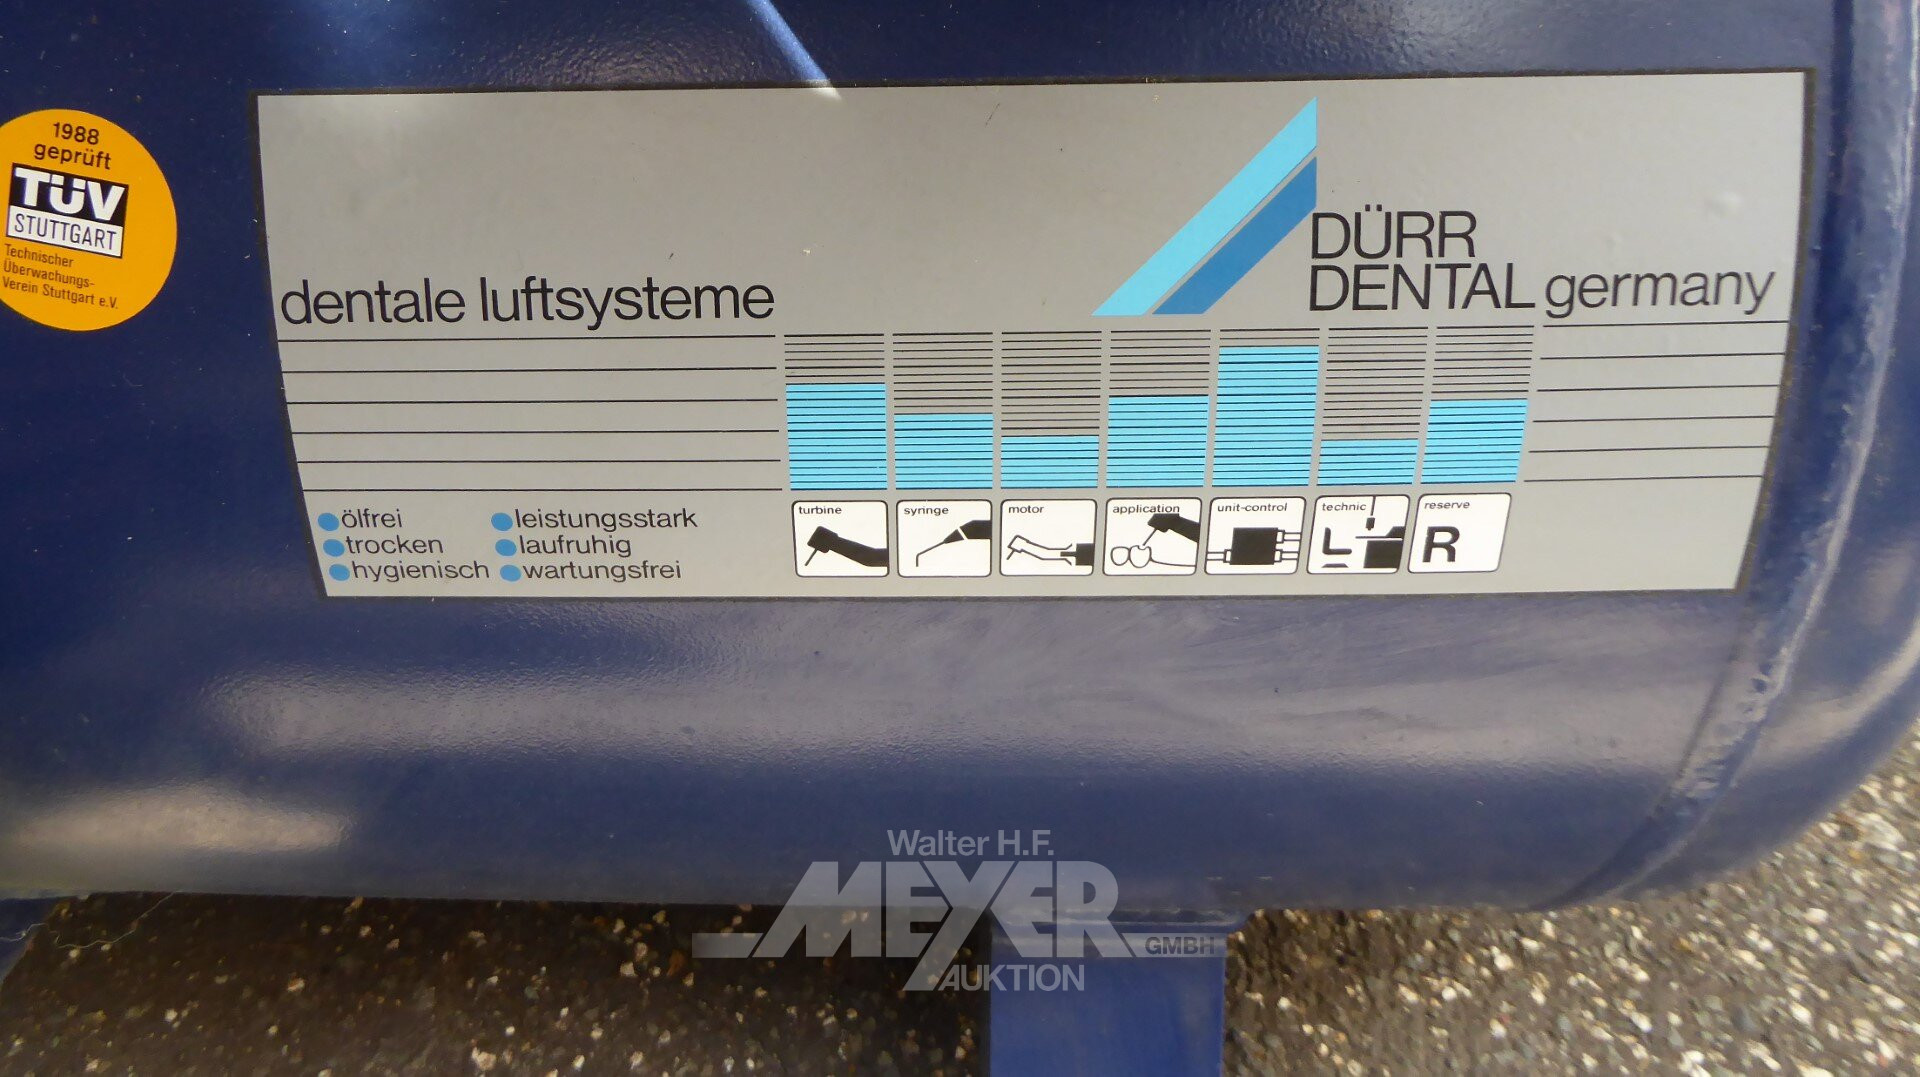 1988
geprüft
TÜV
STUTTGART
Technischer
Überwachungs-
Verein Stuttgart e.V.
dentale luftsysteme
DÜRR
DENTAL germany
ölfrei
trocken
hygienisch
leistungsstark
laufruhig
wartungsfrei
turbine
syringe
motor
application
unit-control
technic
reserve
R
Walter H.F.
MEYER
GMBH
AUKTION